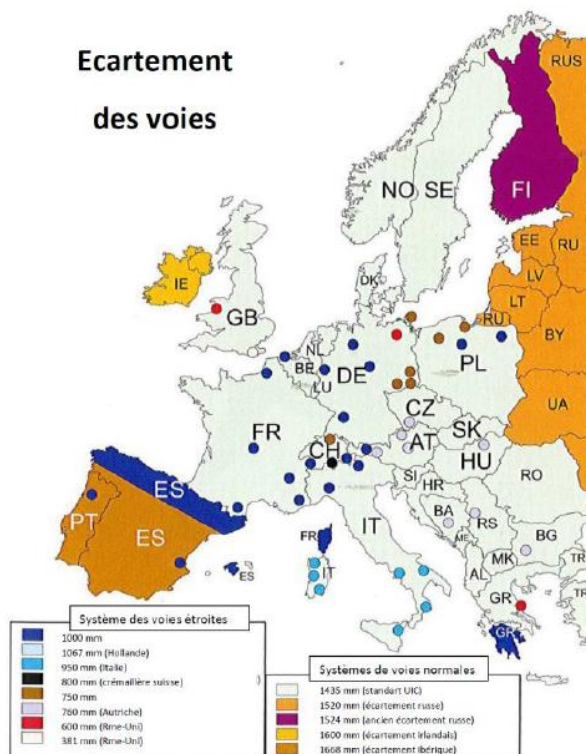 Ecartement
des voies
RUS
NO
SE
FI
EE
RU
LV
LT
RU
BY
DK
IE
GB
NL
BE
LU
DE
PL
UA
CZ
SK
FR
CH
AT
HU
SI
HR
RO
BA
RS
ME
BG
IT
MK
AL
TR
GR
TR
GR
ES
PT
ES
ES
FR
IT
Système des voies étroites
1000 mm
1067 mm (Hollande)
950 mm (Italie)
800 mm (crémaillère suisse)
750 mm
760 mm (Autriche)
600 mm (Rme-Uni)
381 mm (Rme-Uni)
Systèmes de voies normales
1435 mm (standart UIC)
1520 mm (écartement russe)
1524 mm (ancien écartement russe)
1600 mm (écartement irlandais)
1668 mm (écartement ibérique)